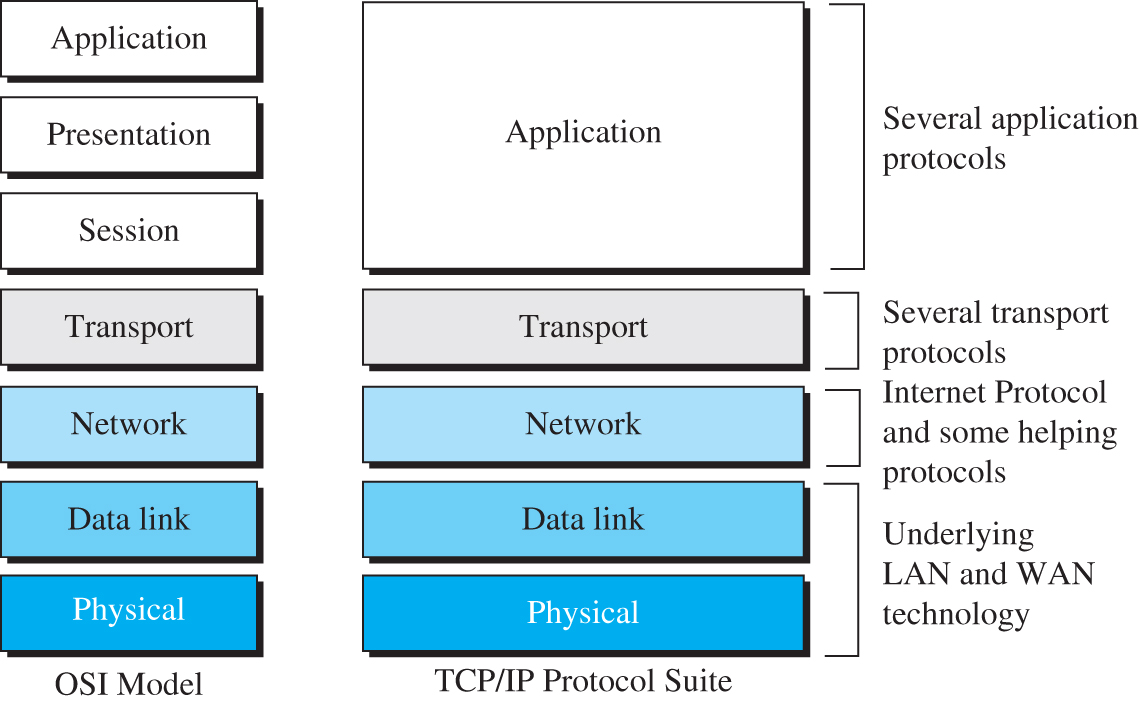 Application
Presentation
Session
Transport
Network
Data link
Physical
OSI Model
Application
Transport
Network
Data link
Physical
TCP/IP Protocol Suite
Several application
protocols
Several transport
protocols
Internet Protocol
and some helping
protocols
Underlying
LAN and WAN
technology